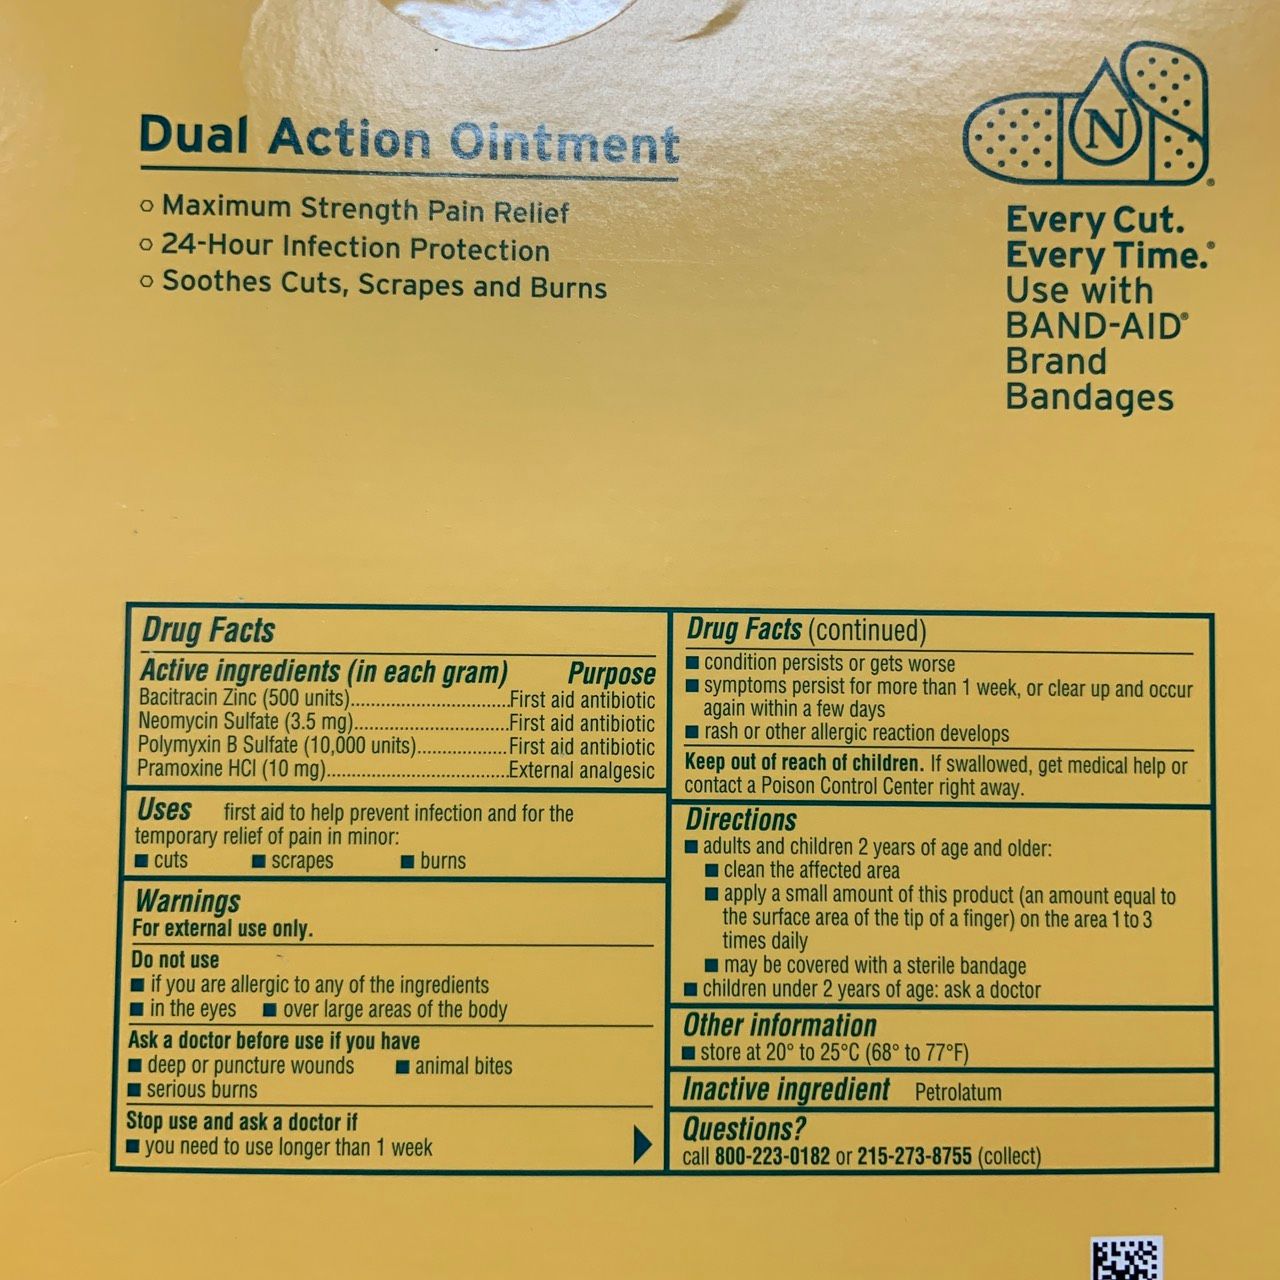 Dual Action Ointment
Maximum Strength Pain Relief
24-Hour Infection Protection
Soothes Cuts, Scrapes and Burns
N
®
Every Cut.
Every Time.®
Use with
BAND-AID®
Brand
Bandages
Drug Facts
Active ingredients (in each gram) Purpose
Bacitracin Zinc (500 units)..............................First aid antibiotic
Neomycin Sulfate (3.5 mg).............................First aid antibiotic
Polymyxin B Sulfate (10,000 units).................First aid antibiotic
Pramoxine HCl (10 mg)..................................External analgesic
Uses first aid to help prevent infection and for the
temporary relief of pain in minor:
■ cuts ■ scrapes ■ burns
Warnings
For external use only.
Do not use
■ if you are allergic to any of the ingredients
■ in the eyes ■ over large areas of the body
Ask a doctor before use if you have
■ deep or puncture wounds ■ animal bites
■ serious burns
Stop use and ask a doctor if
■ you need to use longer than 1 week
Drug Facts (continued)
■ condition persists or gets worse
■ symptoms persist for more than 1 week, or clear up and occur
again within a few days
■ rash or other allergic reaction develops
Keep out of reach of children. If swallowed, get medical help or
contact a Poison Control Center right away.
Directions
■ adults and children 2 years of age and older:
■ clean the affected area
■ apply a small amount of this product (an amount equal to
the surface area of the tip of a finger) on the area 1 to 3
times daily
■ may be covered with a sterile bandage
■ children under 2 years of age: ask a doctor
Other information
■ store at 20° to 25°C (68° to 77°F)
Inactive ingredient Petrolatum
Questions?
call 800-223-0182 or 215-273-8755 (collect)